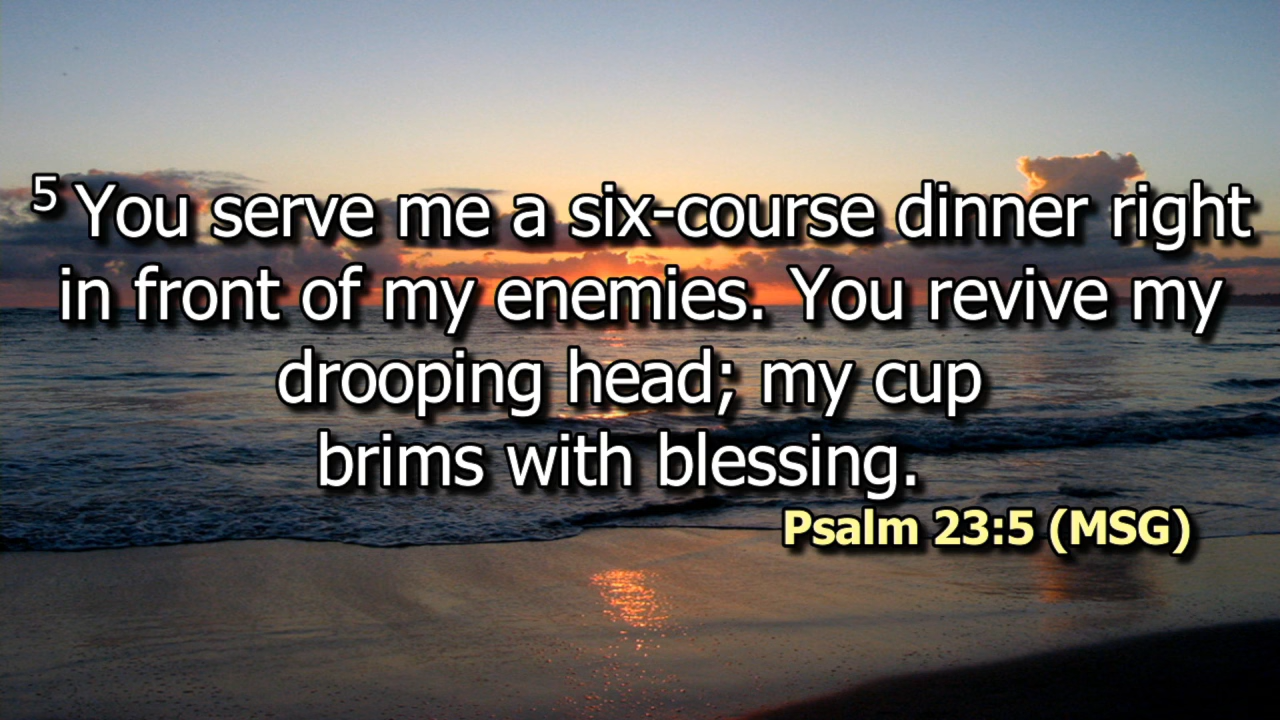 5 You serve me a six-course dinner right
in front of my enemies. You revive my
drooping head; my cup
brims with blessing.
Psalm 23:5 (MSG)